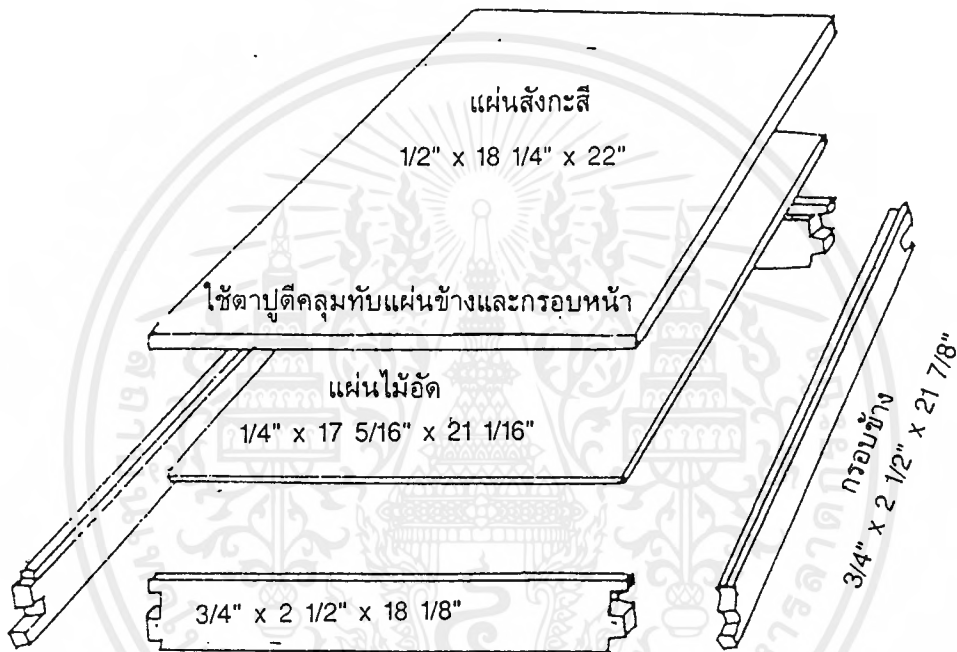 แผ่นสังกะสี
1/2" x 18 1/4" x 22"
ใช้ตาปูตีคลุมทับแผ่นข้างและกรอบหน้า
แผ่นไม้อัด
1/4" x 17 5/16" x 21 1/16"
กรอบข้าง
3/4" x 2 1/2" x 21 7/8"
3/4" x 2 1/2" x 18 1/8"